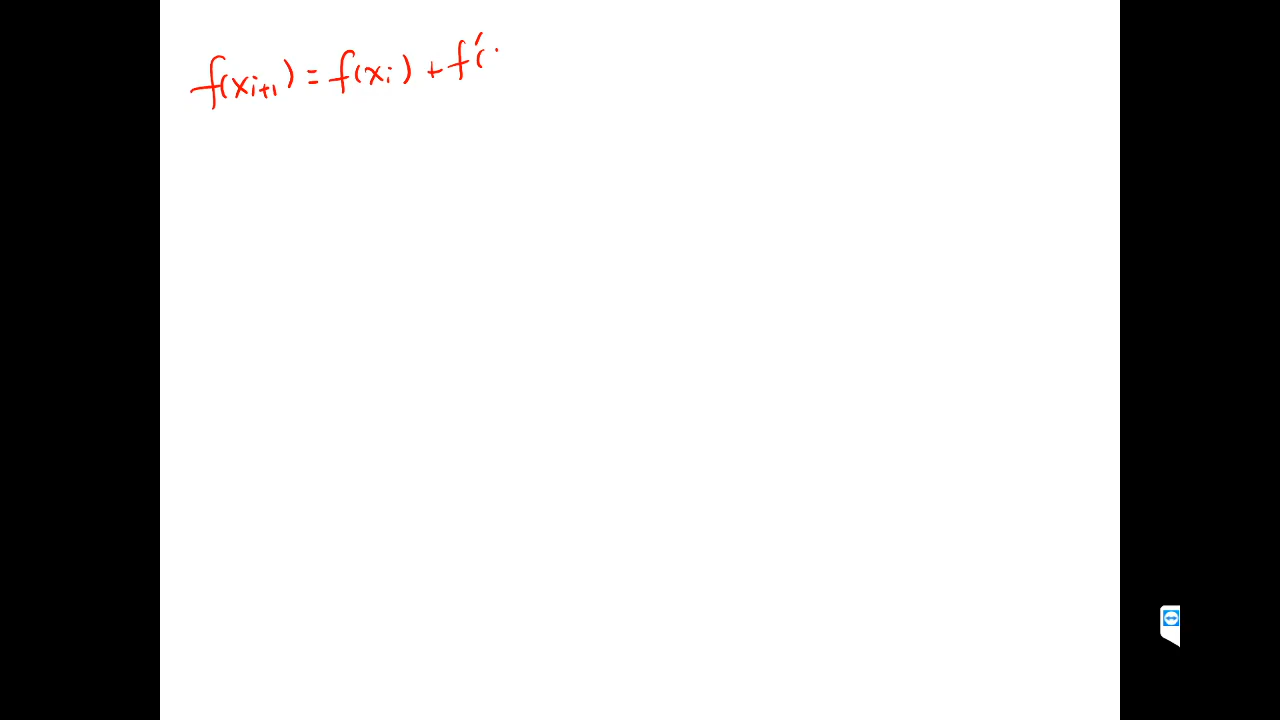 f(xi+1) = f(xi) + f'(